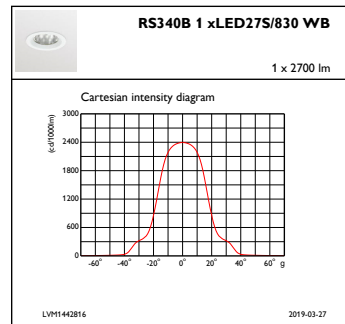 RS340B 1 xLED27S/830 WB
1 x 2700 lm
Cartesian intensity diagram
(cd/1000lm)
3000
2400
1800
1200
600
0
-60° -40° -20° 0° 20° 40° 60° g
LVM1442816 2019-03-27